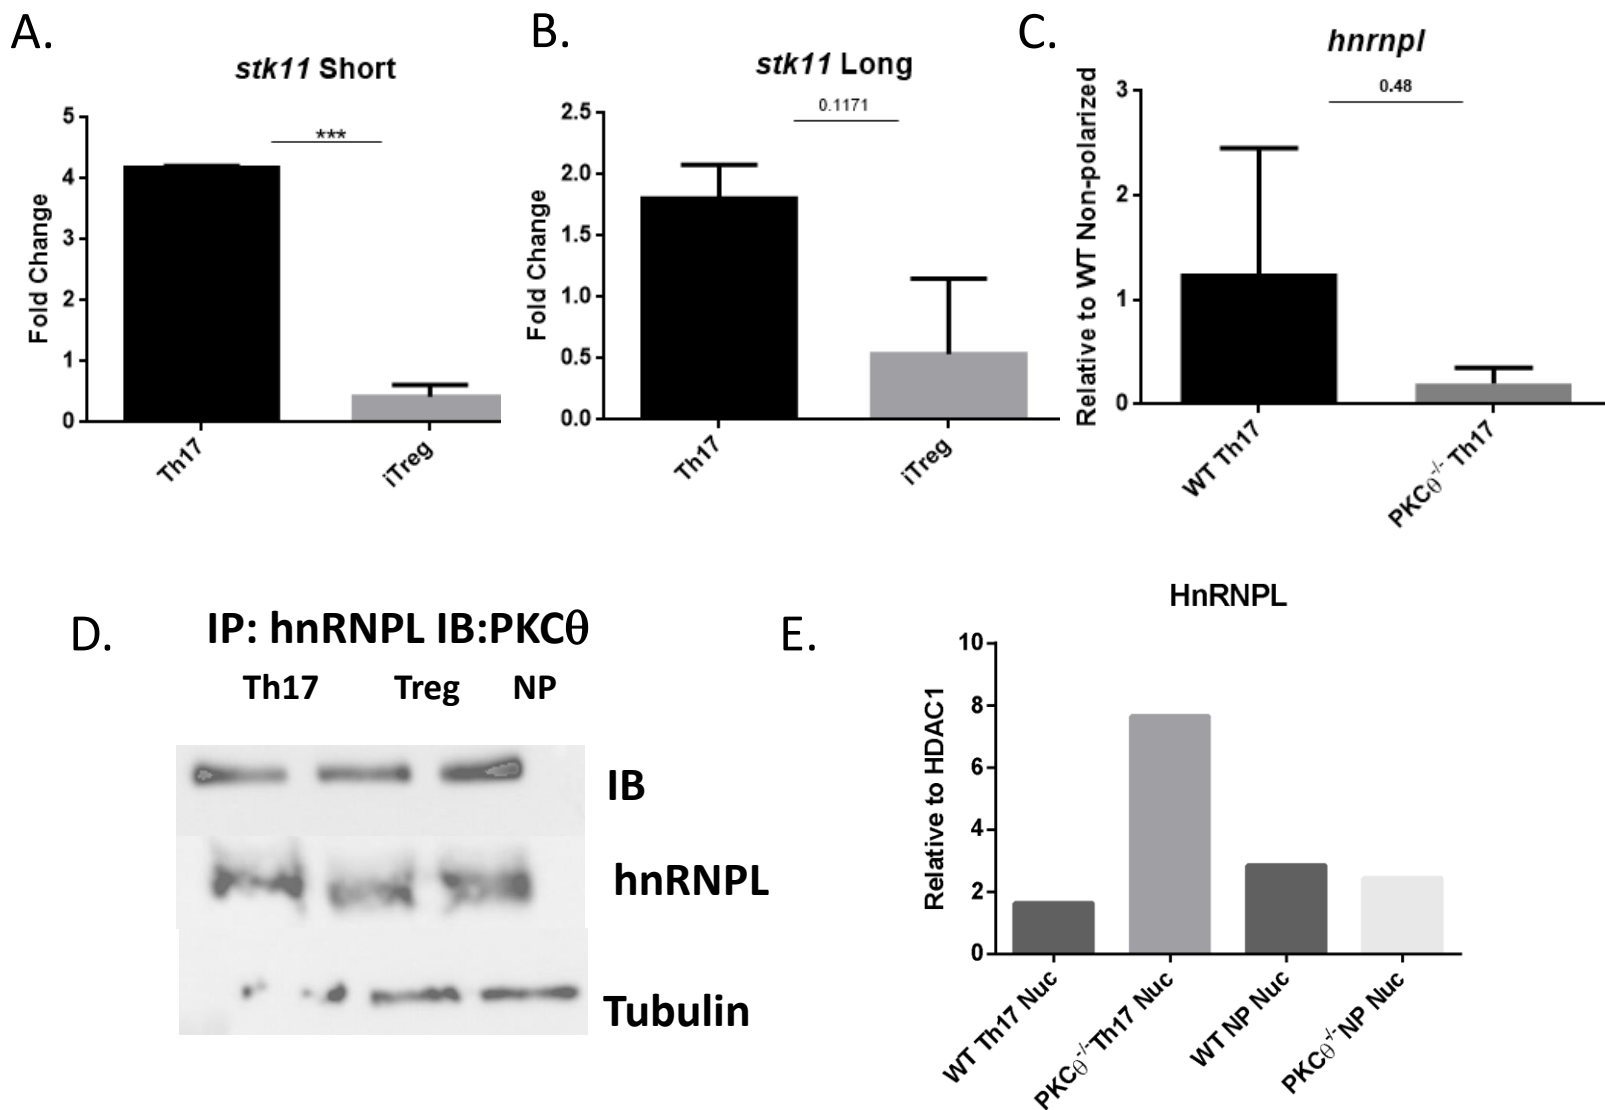 A.
stk11 Short
***
Fold Change
5
4
3
2
1
0
Th17
iTreg
B.
stk11 Long
0.1171
Fold Change
2.5
2.0
1.5
1.0
0.5
0.0
Th17
iTreg
C.
hnrnpl
0.48
Relative to WT Non-polarized
3
2
1
0
WT Th17
PKCθ-/- Th17
D.
IP: hnRNPL IB:PKCθ
Th17 Treg NP
IB
hnRNPL
Tubulin
E.
HnRNPL
Relative to HDAC1
10
8
6
4
2
0
WT Th17 Nuc
PKCθ-/-Th17 Nuc
WT NP Nuc
PKCθ-/-NP Nuc